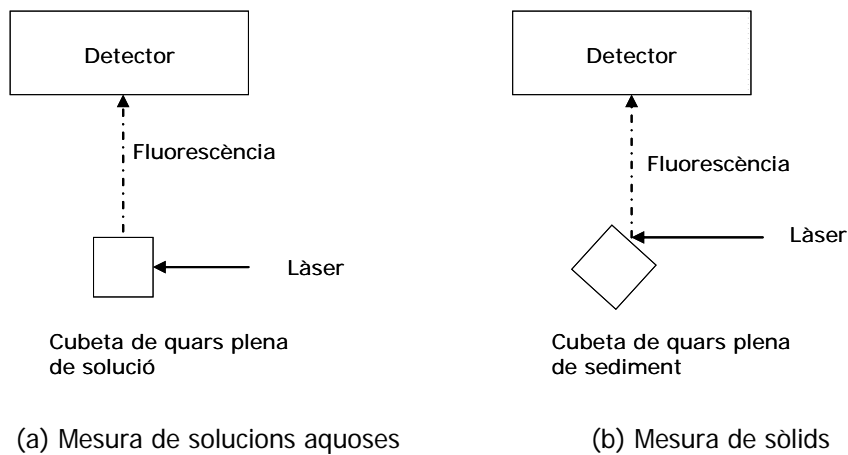 Detector
Fluorescència
Làser
Cubeta de quars plena
de solució
(a) Mesura de solucions aquoses
Detector
Fluorescència
Làser
Cubeta de quars plena
de sediment
(b) Mesura de sòlids